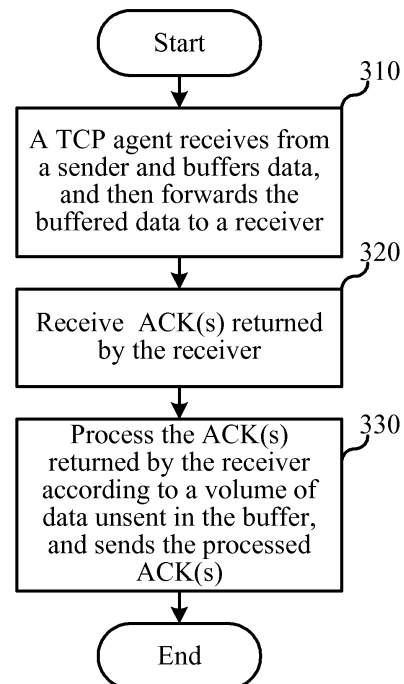 Start
310
A TCP agent receives from
a sender and buffers data,
and then forwards the
buffered data to a receiver
320
Receive ACK(s) returned
by the receiver
330
Process the ACK(s)
returned by the receiver
according to a volume of
data unsent in the buffer,
and sends the processed
ACK(s)
End